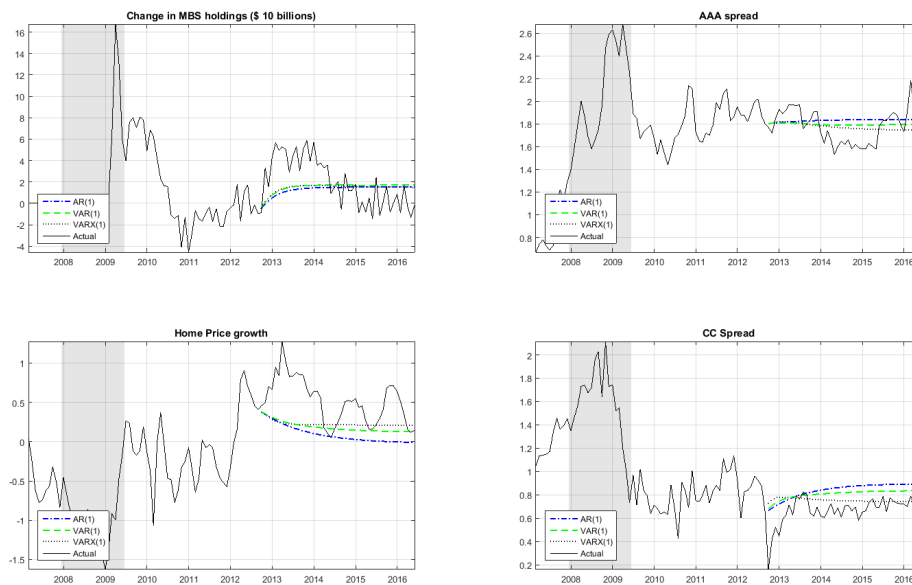 Change in MBS holdings ($ 10 billions)
16
14
12
10
8
6
4
2
0
-2
-4
AR(1)
VAR(1)
VARX(1)
Actual
2008 2009 2010 2011 2012 2013 2014 2015 2016
AAA spread
2.6
2.4
2.2
2
1.8
1.6
1.4
1.2
1
0.8
AR(1)
VAR(1)
VARX(1)
Actual
2008 2009 2010 2011 2012 2013 2014 2015 2016
Home Price growth
1
0.5
0
-0.5
-1
-1.5
AR(1)
VAR(1)
VARX(1)
Actual
2008 2009 2010 2011 2012 2013 2014 2015 2016
CC Spread
2
1.8
1.6
1.4
1.2
1
0.8
0.6
0.4
0.2
AR(1)
VAR(1)
VARX(1)
Actual
2008 2009 2010 2011 2012 2013 2014 2015 2016